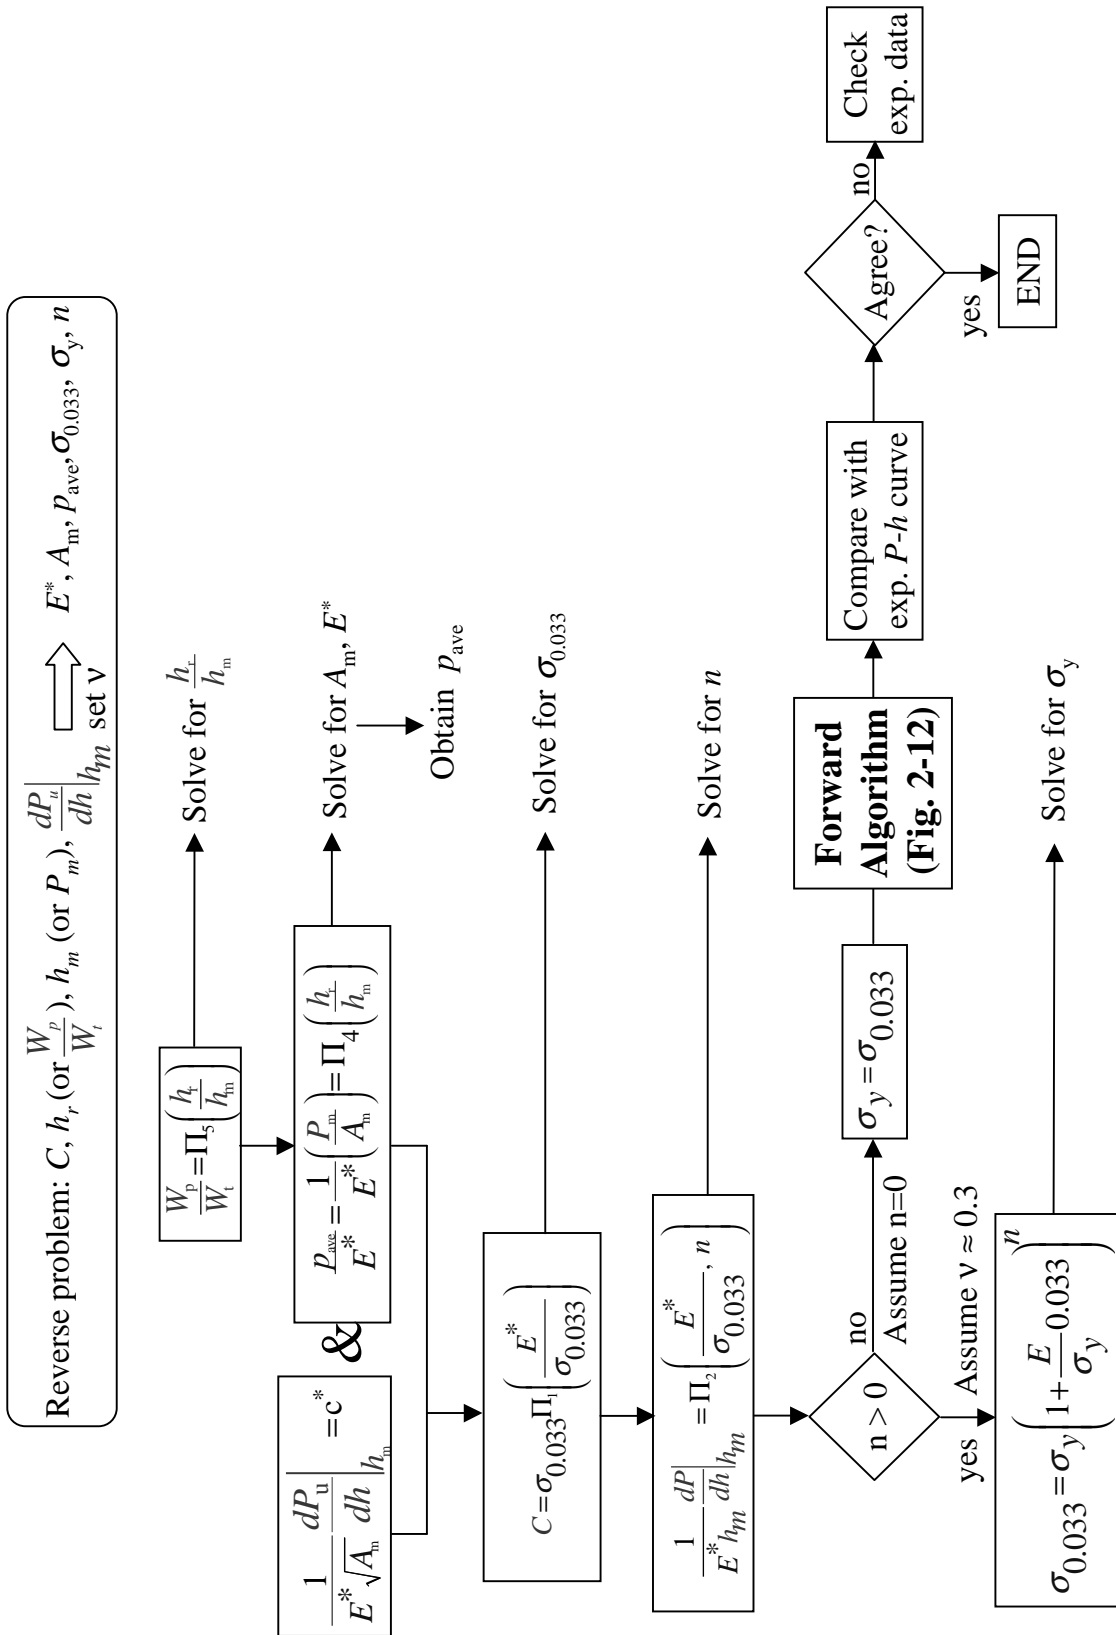 Reverse problem: C, h_r (or W_p/W_t), h_m (or P_m), dP_u/dh|h_m ⇒ E*, A_m, p_ave, σ_0.033, σ_y, n
set ν
W_p/W_t = Π_5 (h_r/h_m)
Solve for h_r/h_m
1/(E*√A_m) dP_u/dh|h_m = c*
&
p_ave/E* = 1/E* (P_m/A_m) = Π_4 (h_r/h_m)
Solve for A_m, E*
Obtain p_ave
C = σ_0.033 Π_1 (E*/σ_0.033)
Solve for σ_0.033
1/(E* h_m) dP/dh|h_m = Π_2 (E*/σ_0.033, n)
Solve for n
n > 0
no
Assume n=0
σ_y = σ_0.033
Forward
Algorithm
(Fig. 2-12)
Compare with
exp. P-h curve
Agree?
no
Check
exp. data
yes
END
yes
Assume ν ≈ 0.3
σ_0.033 = σ_y (1 + E/σ_y 0.033)^n
Solve for σ_y